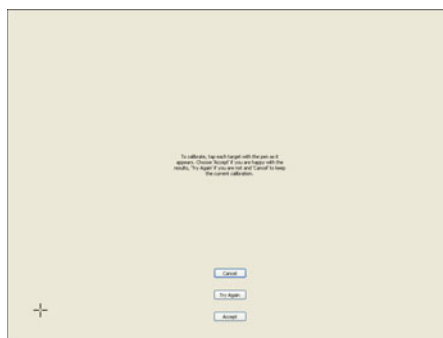 To calibrate, tap each target with the pen as it
appears. Choose 'Accept' if you are happy with the
results, 'Try Again' if you are not and 'Cancel' to keep
the current calibration.
Cancel
Try Again
Accept